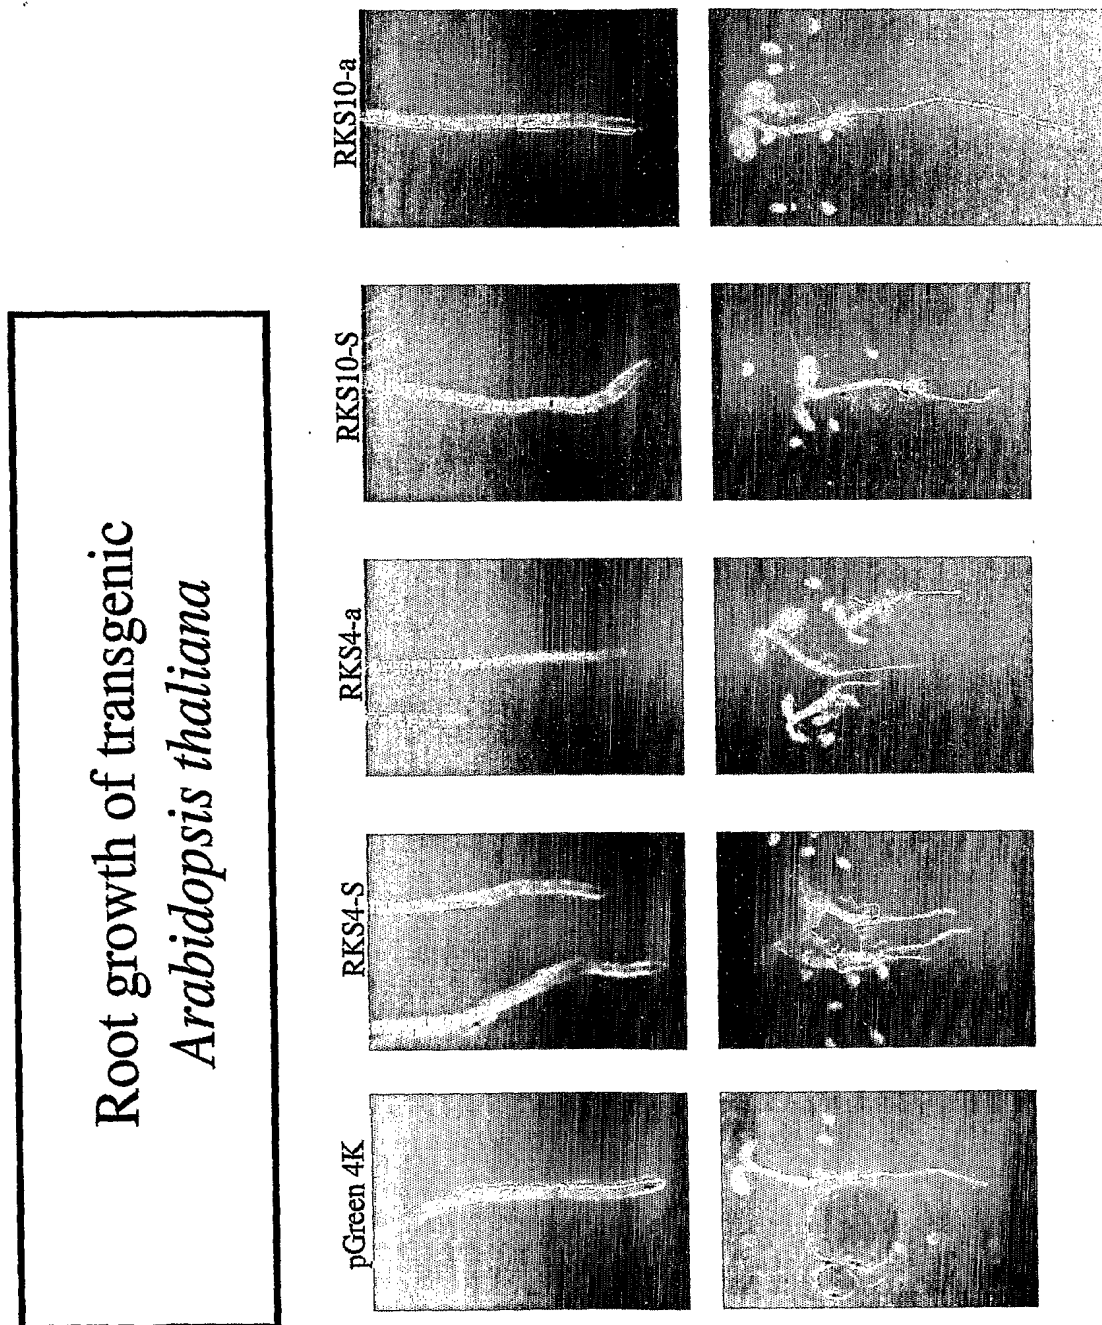 Root growth of transgenic
Arabidopsis thaliana
pGreen 4K
RKS4-S
RKS4-a
RKS10-S
RKS10-a